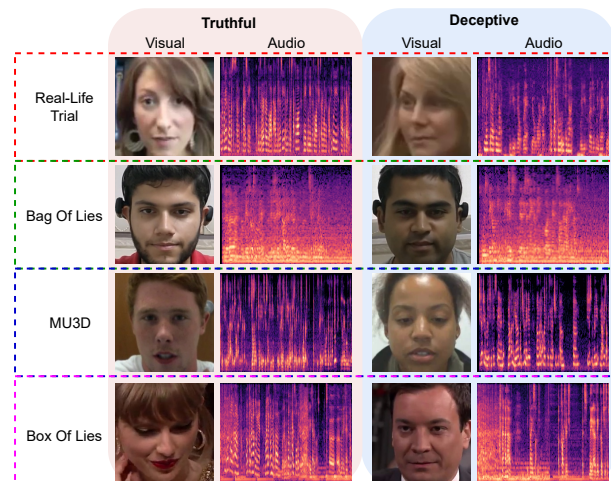 Truthful
Deceptive
Visual
Audio
Visual
Audio
Real-Life
Trial
Bag Of Lies
MU3D
Box Of Lies